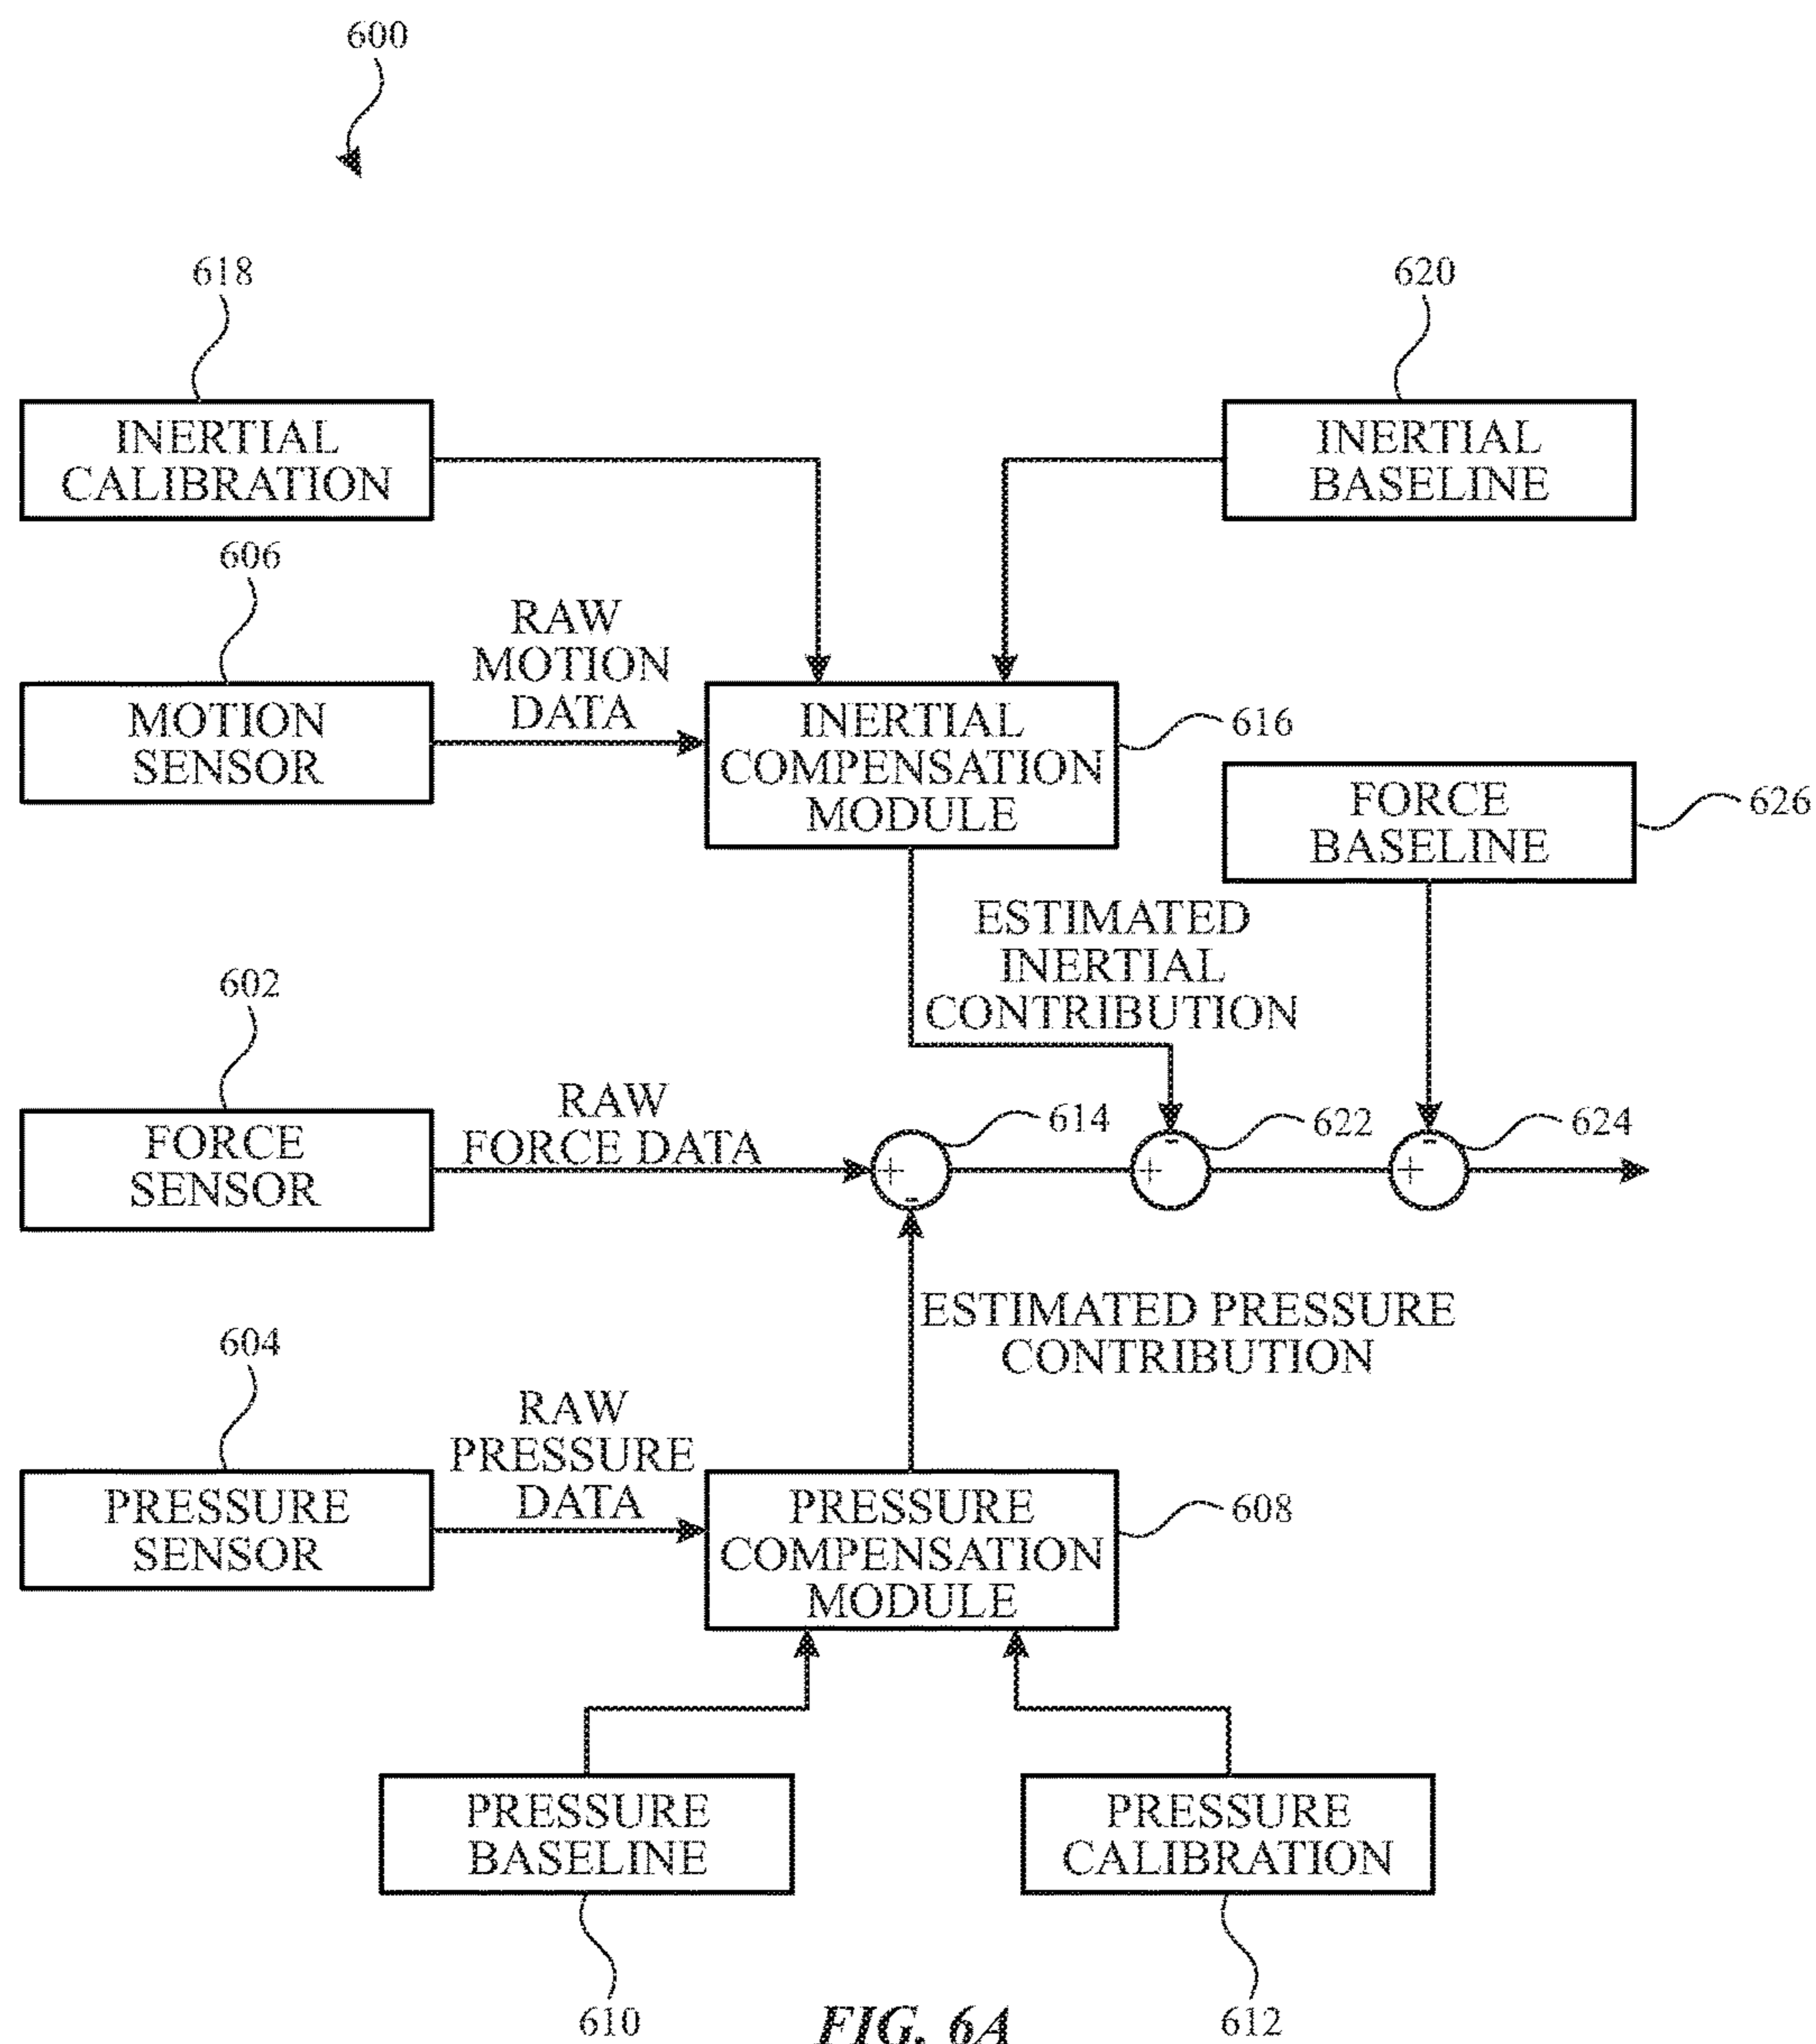 600
618
620
INERTIAL
CALIBRATION
INERTIAL
BASELINE
606
RAW
MOTION
DATA
MOTION
SENSOR
INERTIAL
COMPENSATION
MODULE
616
FORCE
BASELINE
626
ESTIMATED
INERTIAL
CONTRIBUTION
602
RAW
FORCE DATA
FORCE
SENSOR
614
622
624
+
-
+
-
+
-
ESTIMATED PRESSURE
CONTRIBUTION
604
RAW
PRESSURE
DATA
PRESSURE
SENSOR
PRESSURE
COMPENSATION
MODULE
608
PRESSURE
BASELINE
PRESSURE
CALIBRATION
610
612
FIG. 6A